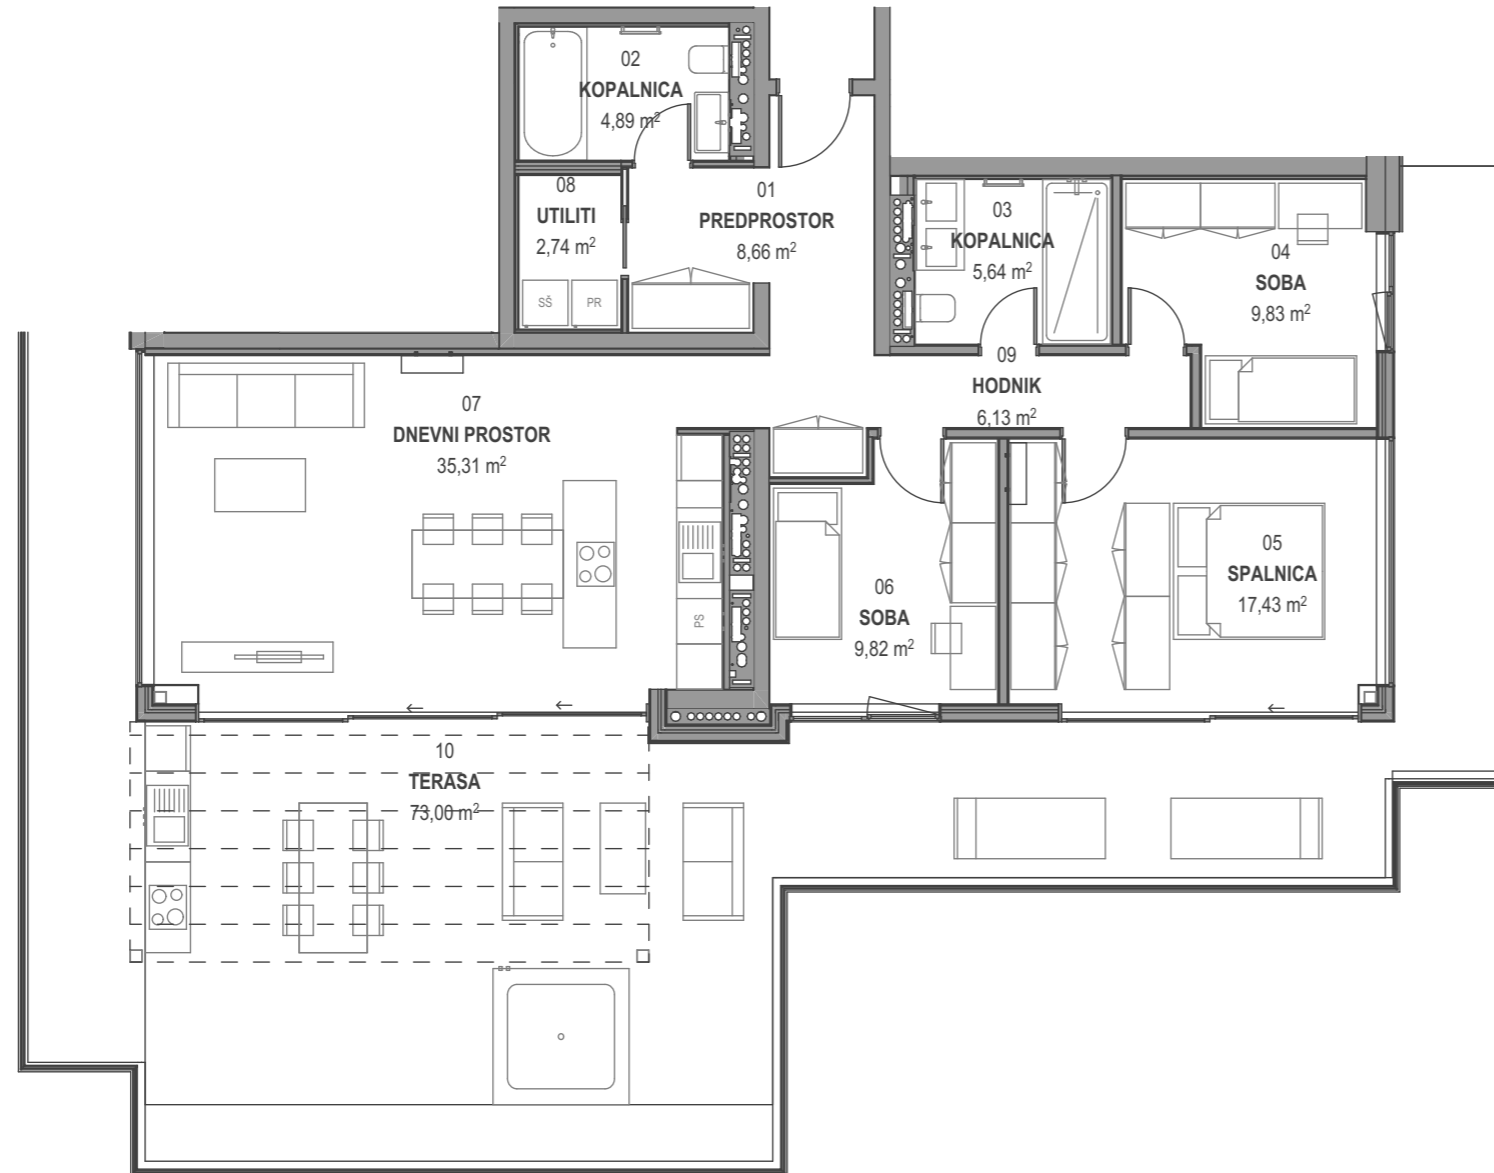 02
KOPALNICA
4,89 m²
08
UTILITI
2,74 m²
SŠ
PR
01
PREDPROSTOR
8,66 m²
03
KOPALNICA
5,64 m²
04
SOBA
9,83 m²
09
HODNIK
6,13 m²
07
DNEVNI PROSTOR
35,31 m²
PS
06
SOBA
9,82 m²
05
SPALNICA
17,43 m²
10
TERASA
73,00 m²